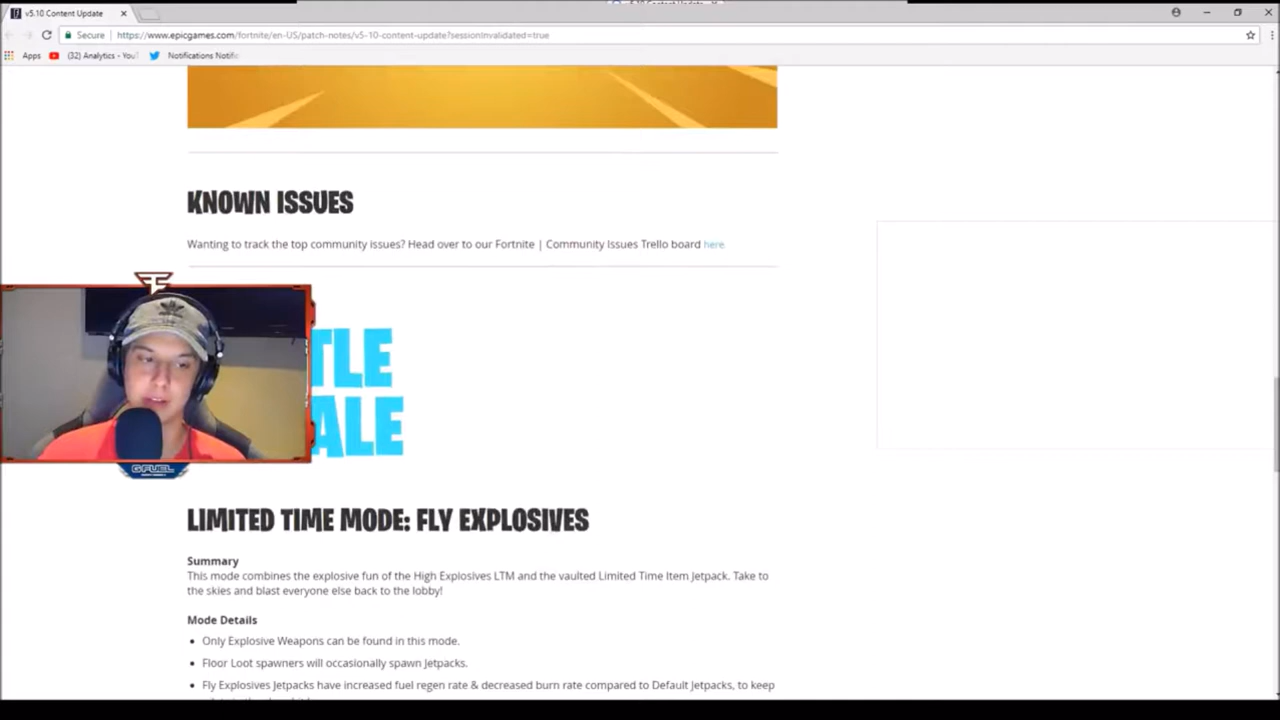 v5.10 Content Update
Secure | https://www.epicgames.com/fortnite/en-US/patch-notes/v5-10-content-update?sessionInvalidated=true
Apps (32) Analytics - You Notifications Notific
KNOWN ISSUES
Wanting to track the top community issues? Head over to our Fortnite | Community Issues Trello board here
TLE
ALE
G FUEL
LIMITED TIME MODE: FLY EXPLOSIVES
Summary
This mode combines the explosive fun of the High Explosives LTM and the vaulted Limited Time Item Jetpack. Take to
the skies and blast everyone else back to the lobby!
Mode Details
• Only Explosive Weapons can be found in this mode.
• Floor Loot spawners will occasionally spawn Jetpacks.
• Fly Explosives Jetpacks have increased fuel regen rate & decreased burn rate compared to Default Jetpacks, to keep